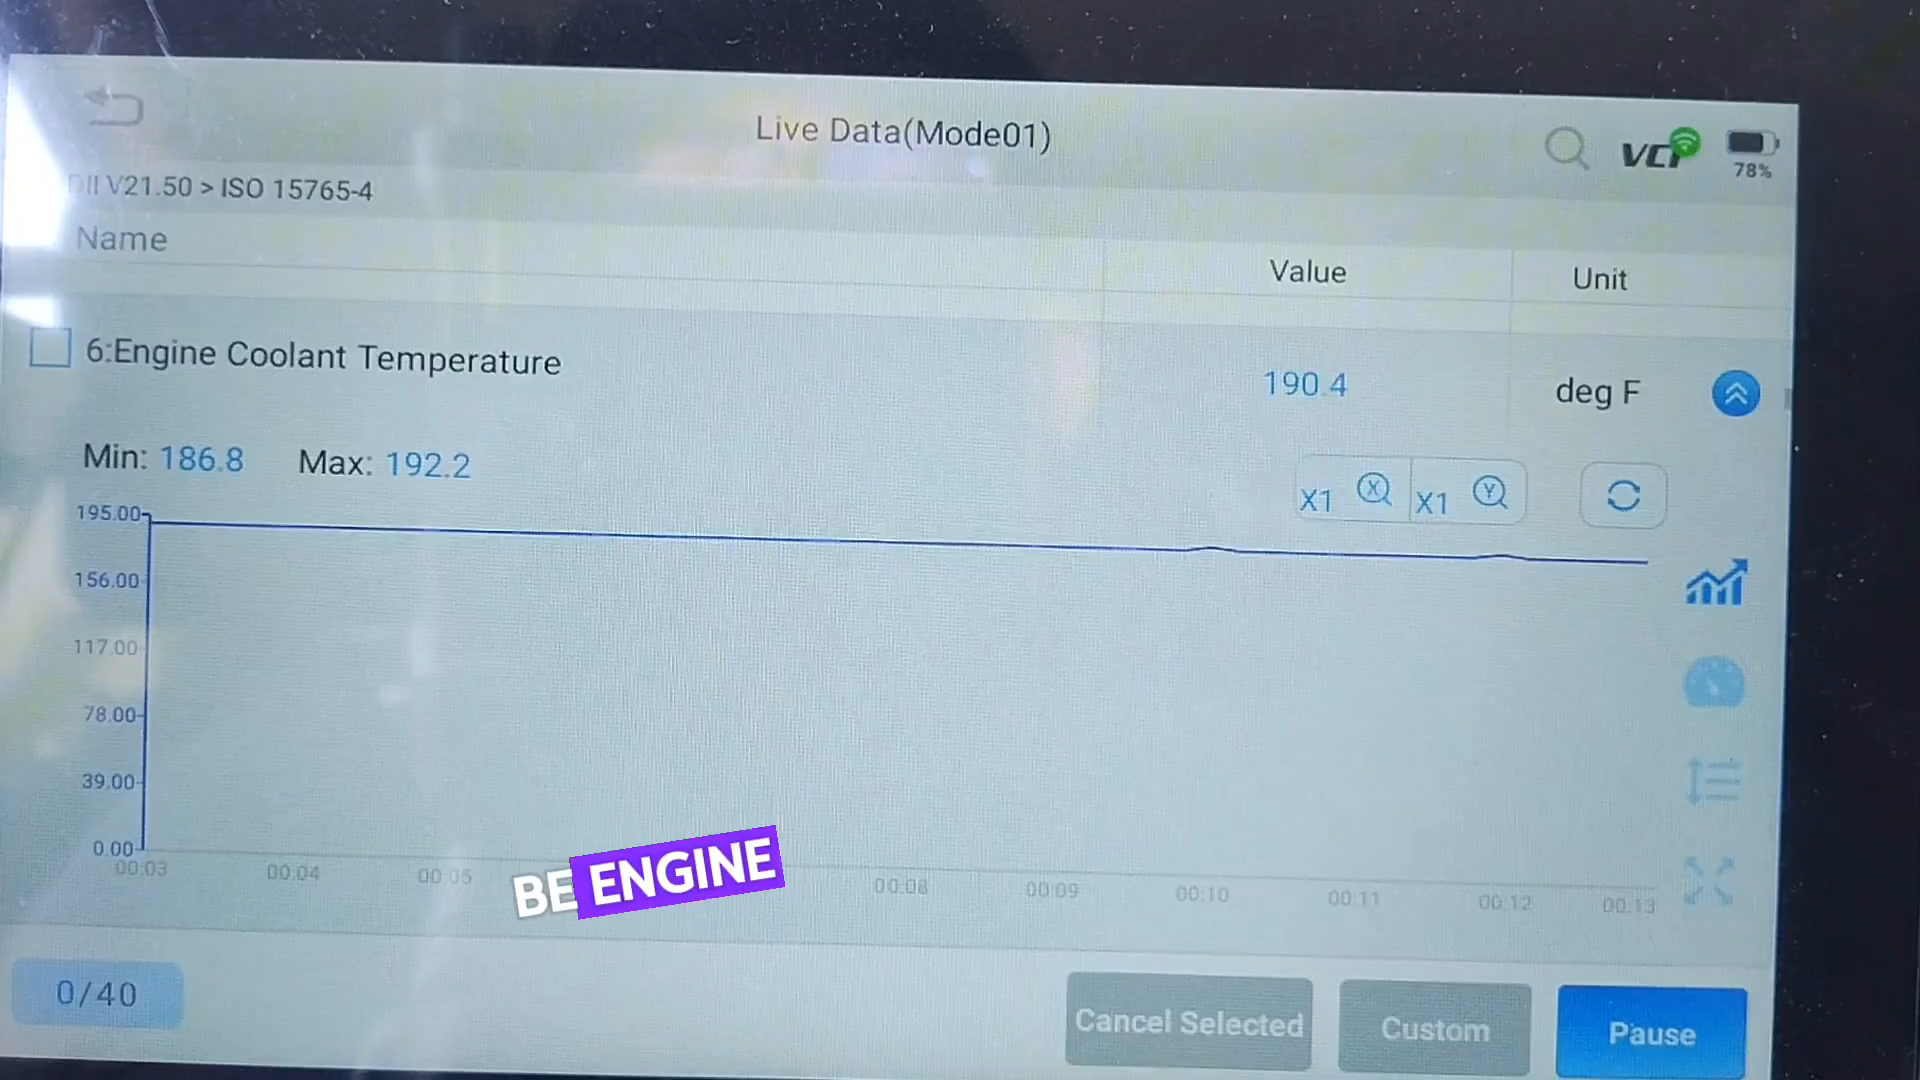 Live Data(Mode01)
VCI
78%
DII V21.50 > ISO 15765-4
Name
Value
Unit
6:Engine Coolant Temperature
190.4
deg F
Min: 186.8
Max: 192.2
X1
X
X1
Y
195.00
156.00
117.00
78.00
39.00
0.00
00:03
00:04
00:05
00:08
00:09
00:10
00:11
00:12
00:13
BE ENGINE
0/40
Cancel Selected
Custom
Pause